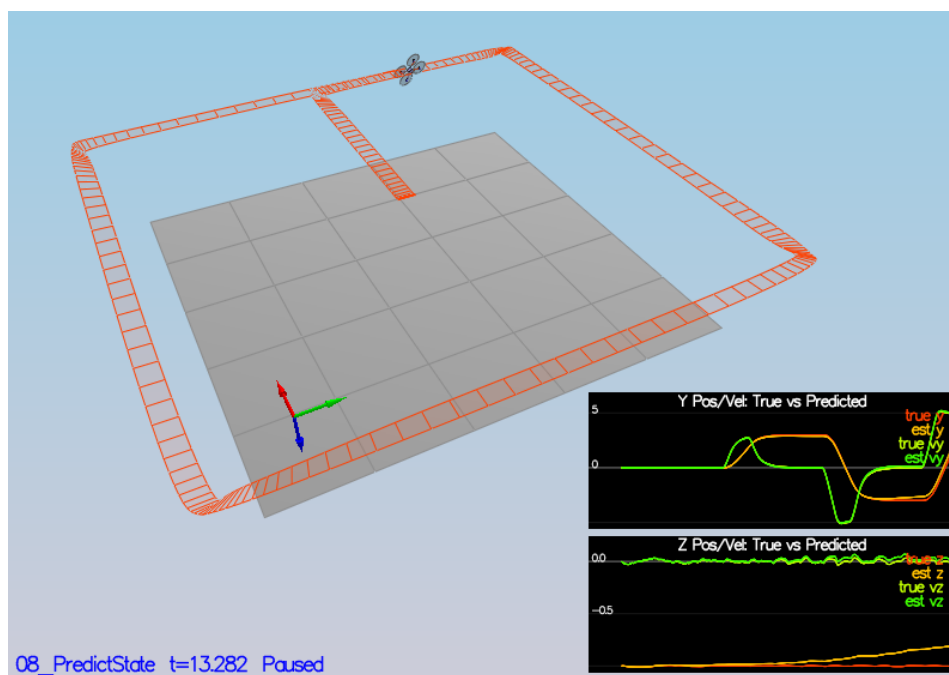 Y Pos/Vel: True vs Predicted
5
true y
est y
true vy
0
est vy
Z Pos/Vel: True vs Predicted
0.0
true z
est z
true vz
-0.5
est vz
08_PredictState t=13.282 Paused